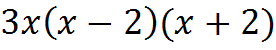 3x(x − 2)(x + 2)